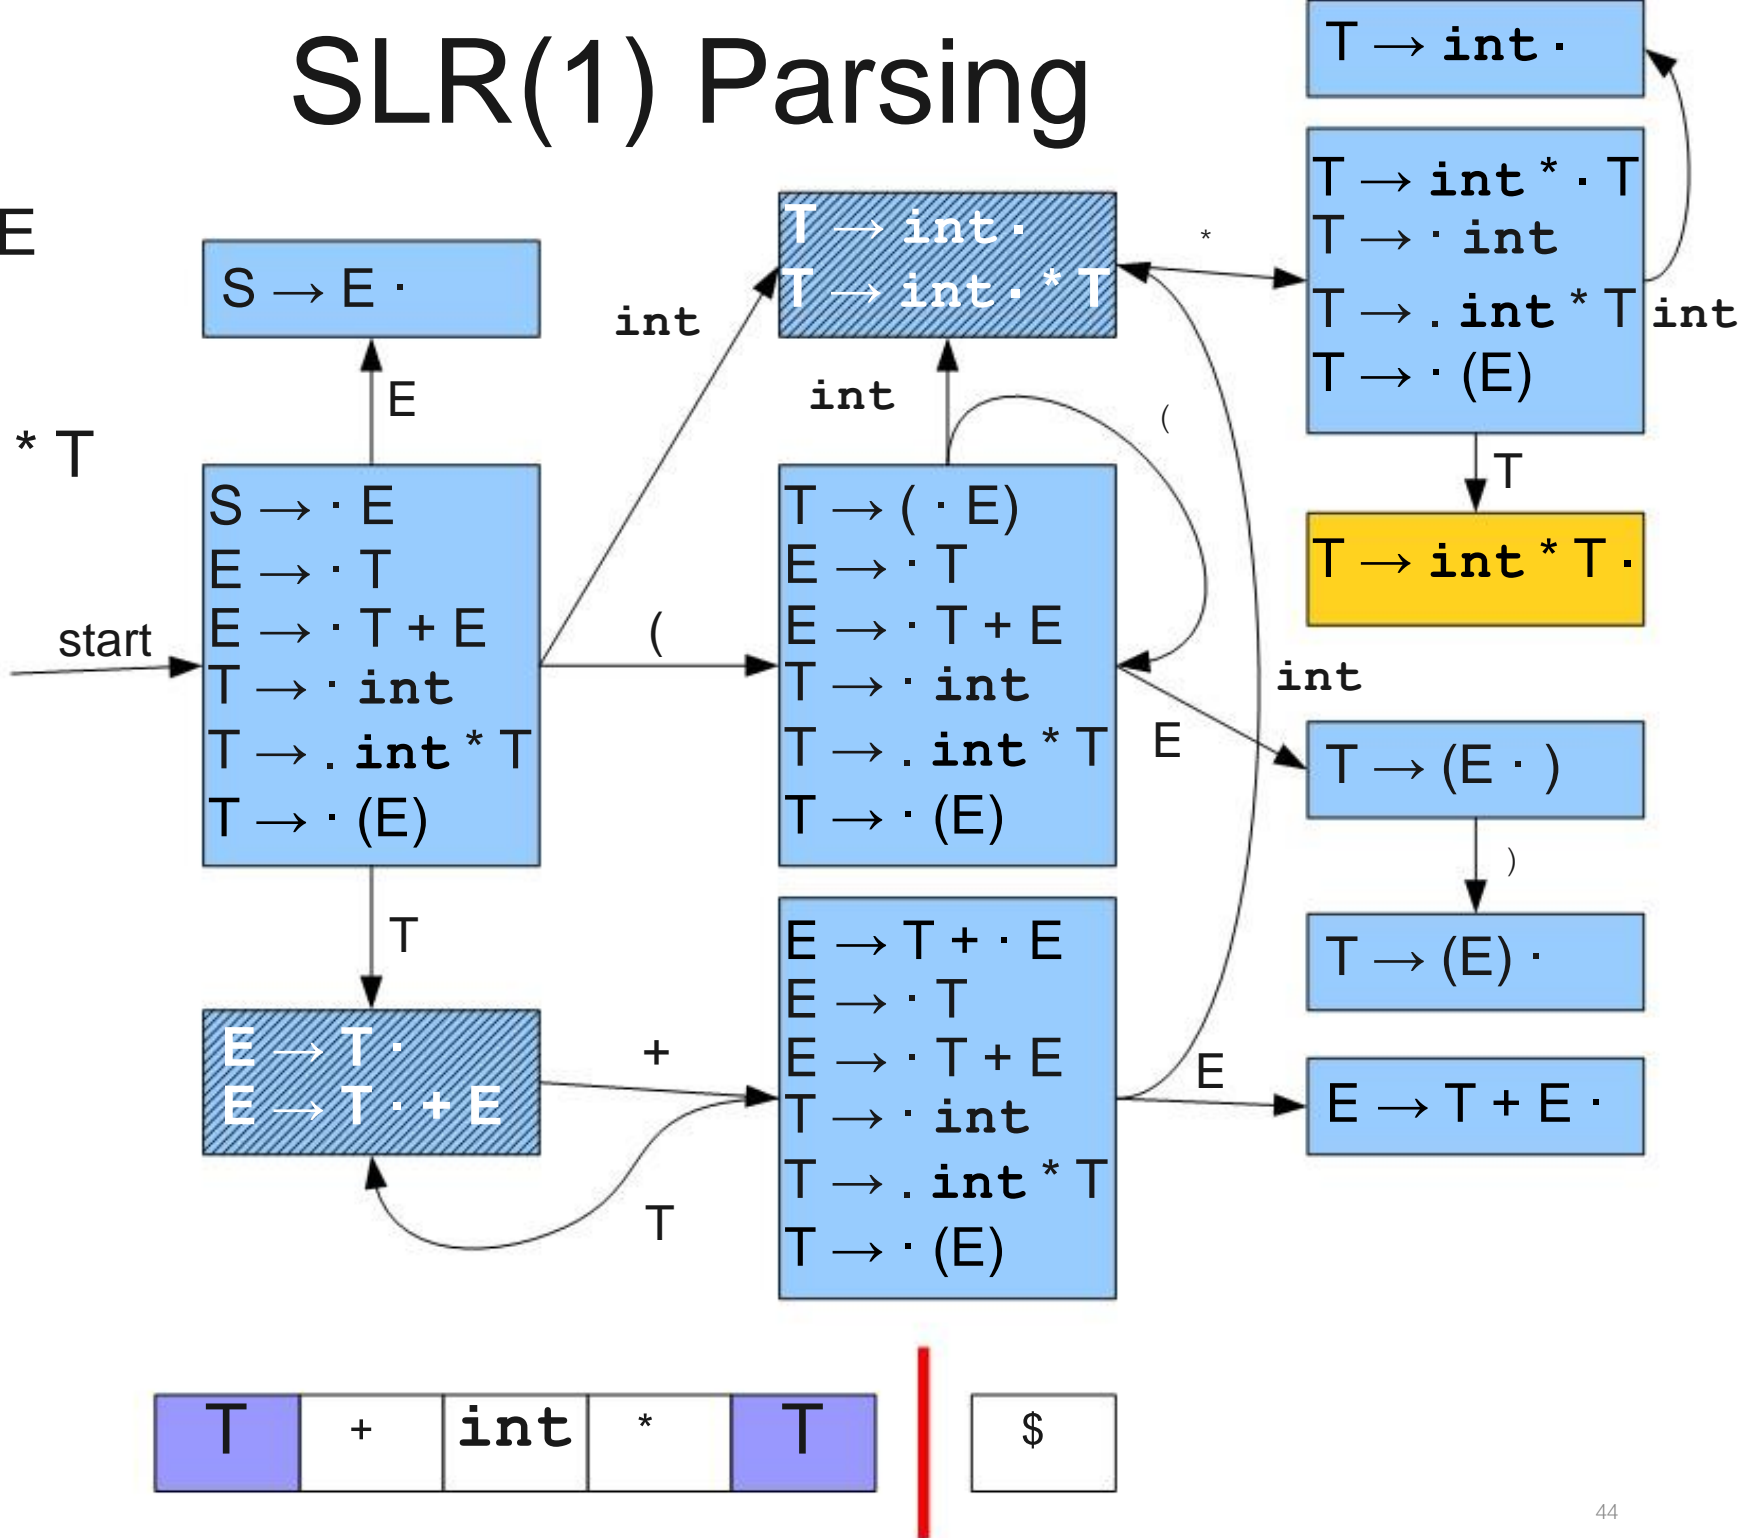 SLR(1) Parsing
E
* T
T → int ·
T → int * · T
T → · int
T → . int * T
T → · (E)
int
T → int ·
T → int · * T
*
int
S → E ·
E
int
(
S → · E
E → · T
E → · T + E
T → · int
T → . int * T
T → · (E)
start
(
T → ( · E)
E → · T
E → · T + E
T → · int
T → . int * T
T → · (E)
T
T → int * T ·
int
E
T → (E · )
)
T → (E) ·
T
E → T ·
E → T · + E
+
T
E → T + · E
E → · T
E → · T + E
T → · int
T → . int * T
T → · (E)
E
E → T + E ·
T + int * T $
44